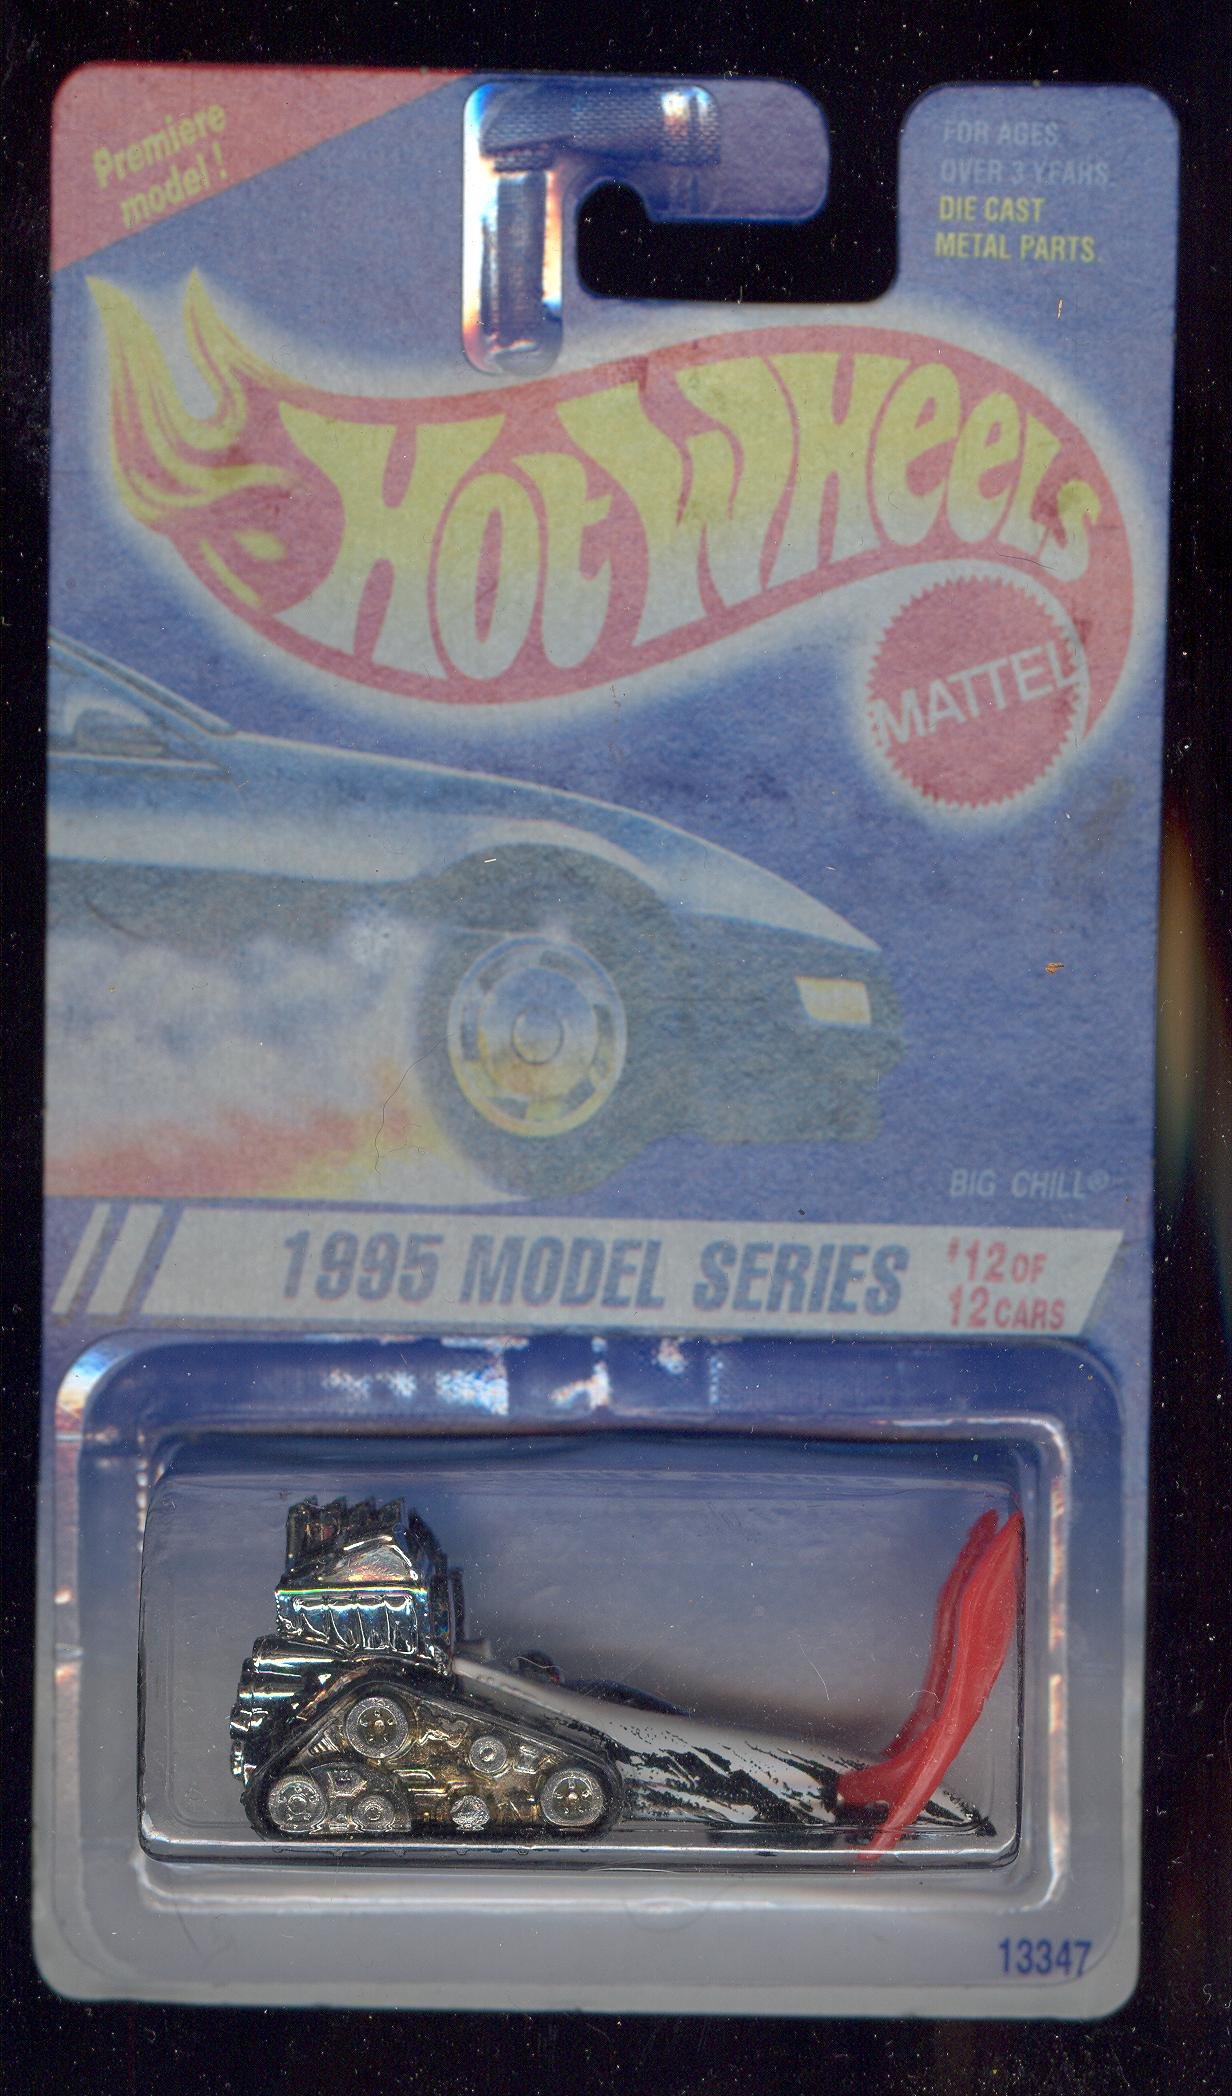 Premiere
model!
FOR AGES
OVER 3 YEARS.
DIE CAST
METAL PARTS.
Hot Wheels
MATTEL
BIG CHILL®
1995 MODEL SERIES
#12 OF
12 CARS
13347